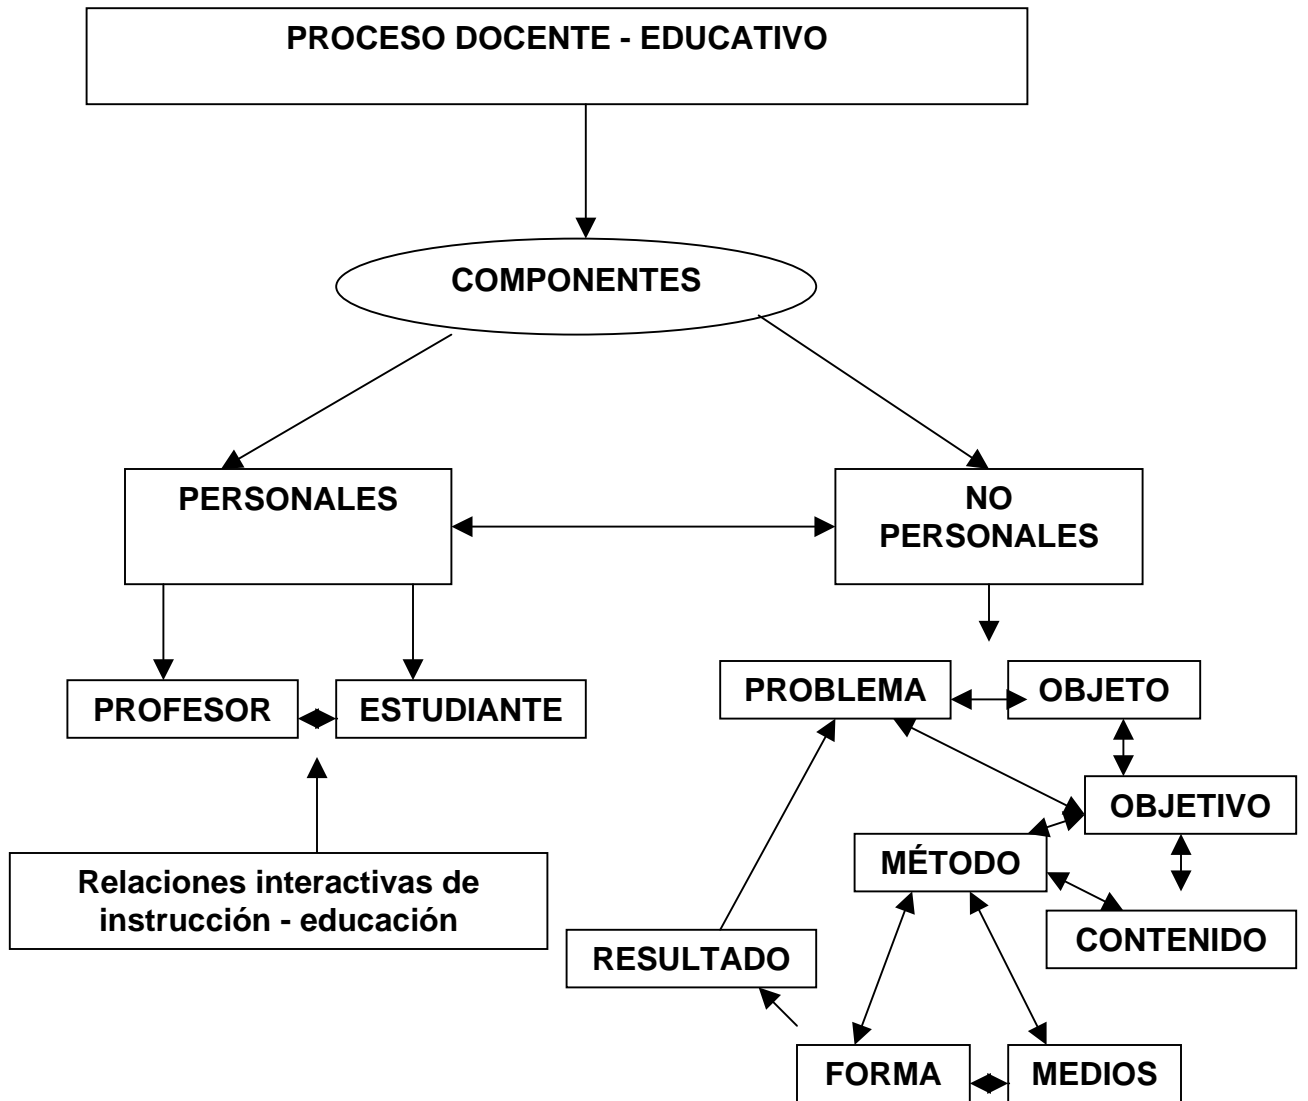 PROCESO DOCENTE - EDUCATIVO
COMPONENTES
PERSONALES
NO
PERSONALES
PROFESOR
ESTUDIANTE
PROBLEMA
OBJETO
OBJETIVO
MÉTODO
CONTENIDO
Relaciones interactivas de
instrucción - educación
RESULTADO
FORMA
MEDIOS